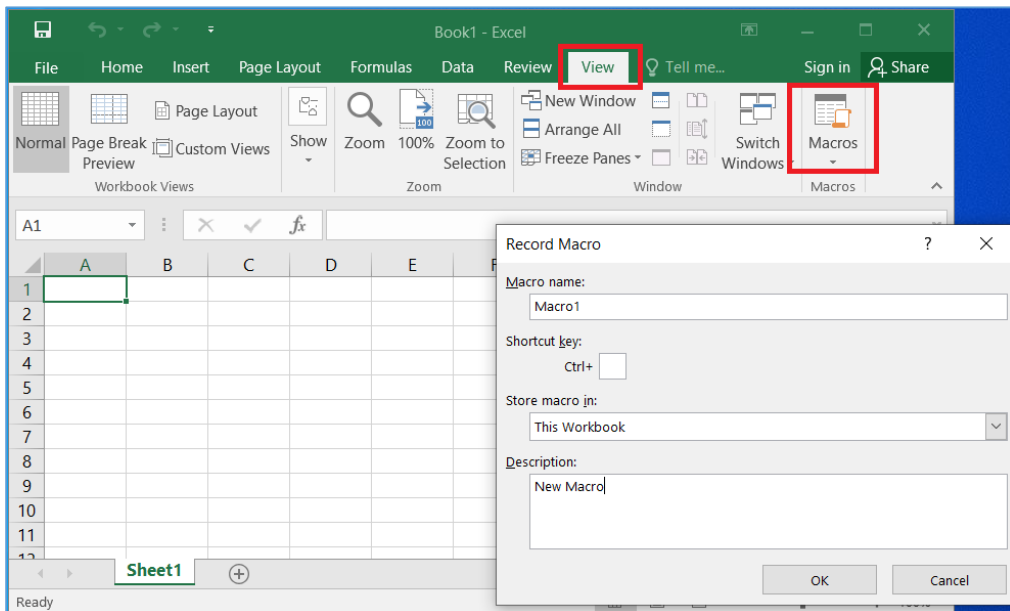 Book1 - Excel
File Home Insert Page Layout Formulas Data Review View Tell me... Sign in Share
Normal Page Break Preview Page Layout Custom Views
Workbook Views
Show
Zoom 100% Zoom to Selection
100
Zoom
New Window
Arrange All
Freeze Panes
Switch Windows
Window
Macros
Macros
A1
fx
A B C D E F
1
2
3
4
5
6
7
8
9
10
11
12
Sheet1
Ready
Record Macro ?
Macro name:
Macro1
Shortcut key:
Ctrl+
Store macro in:
This Workbook
Description:
New Macro
OK Cancel